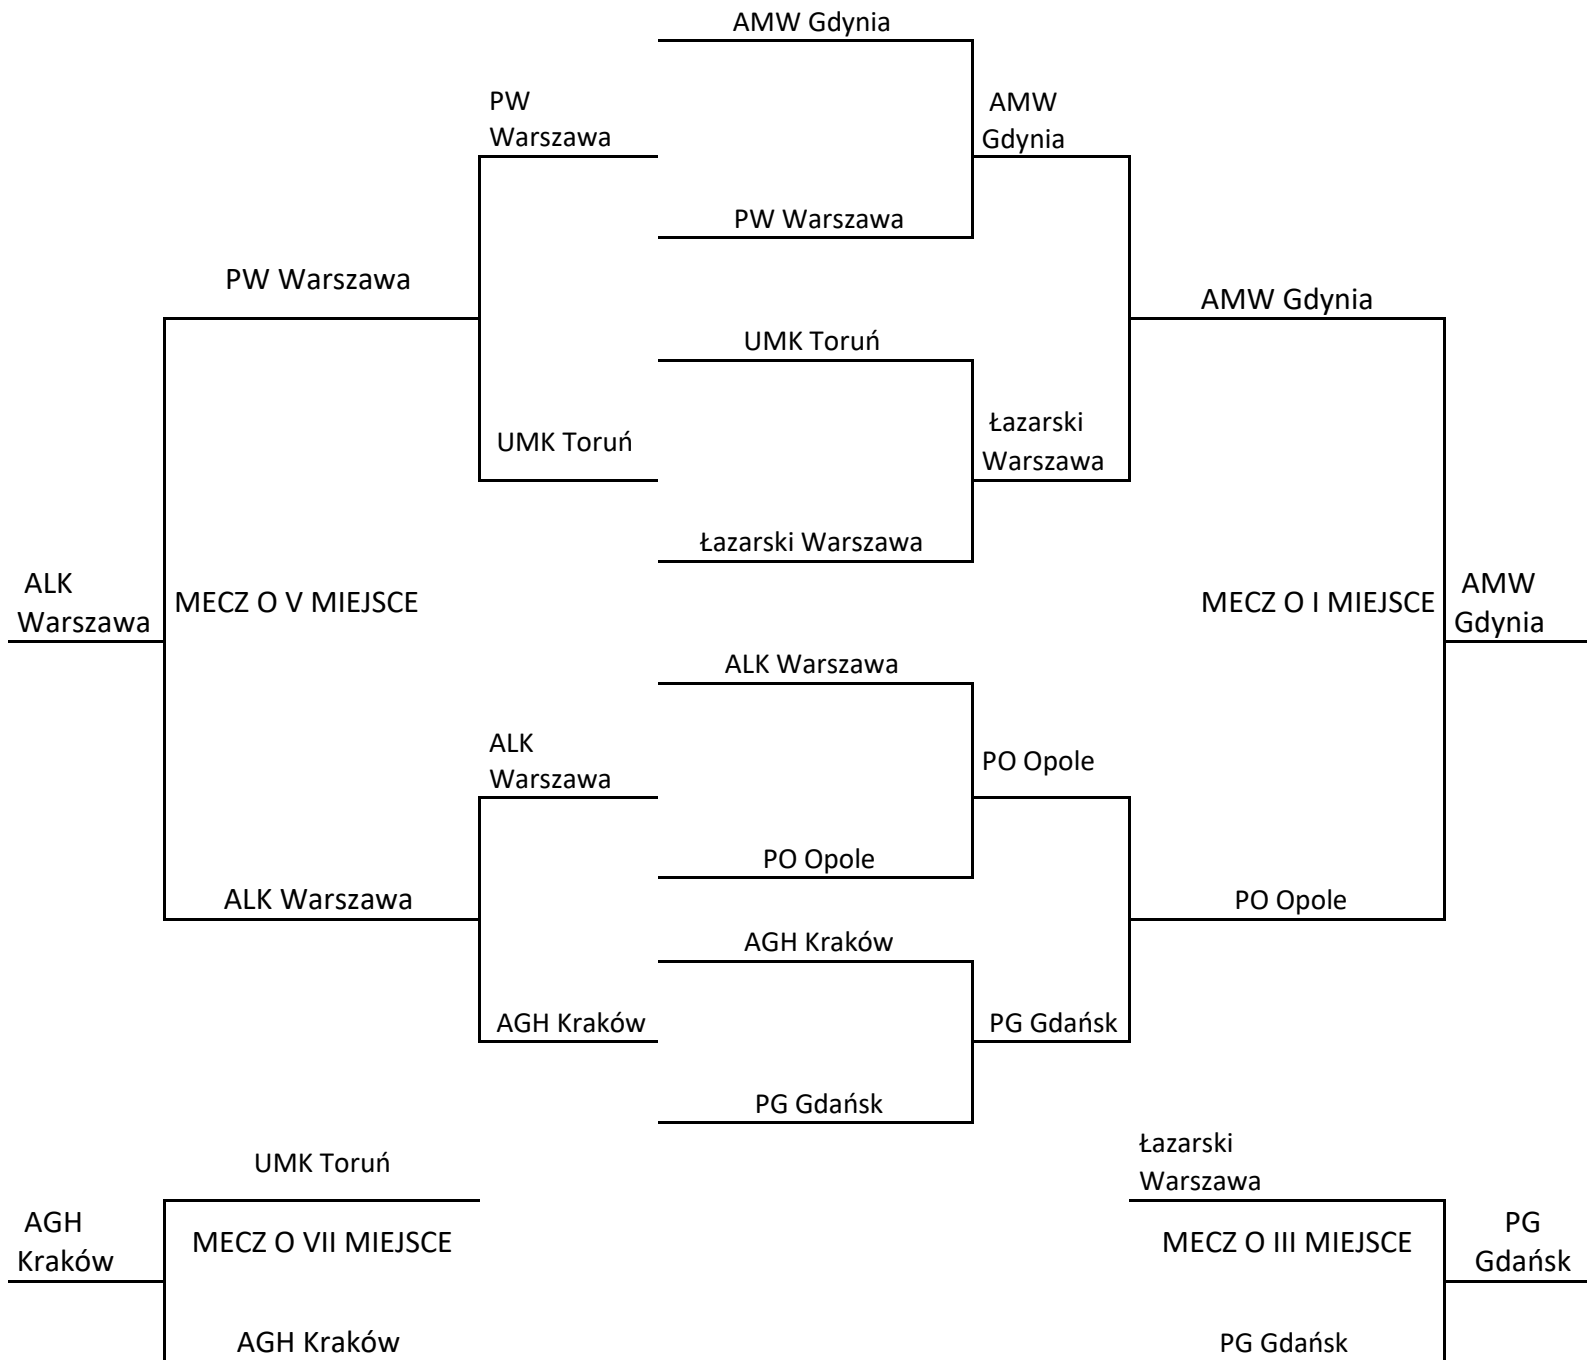 AMW Gdynia
PW
Warszawa
AMW
Gdynia
PW Warszawa
PW Warszawa
AMW Gdynia
UMK Toruń
UMK Toruń
Łazarski
Warszawa
Łazarski Warszawa
ALK
Warszawa
MECZ O V MIEJSCE
MECZ O I MIEJSCE
AMW
Gdynia
ALK Warszawa
ALK
Warszawa
PO Opole
PO Opole
ALK Warszawa
PO Opole
AGH Kraków
AGH Kraków
PG Gdańsk
PG Gdańsk
UMK Toruń
Łazarski
Warszawa
AGH
Kraków
MECZ O VII MIEJSCE
MECZ O III MIEJSCE
PG
Gdańsk
AGH Kraków
PG Gdańsk